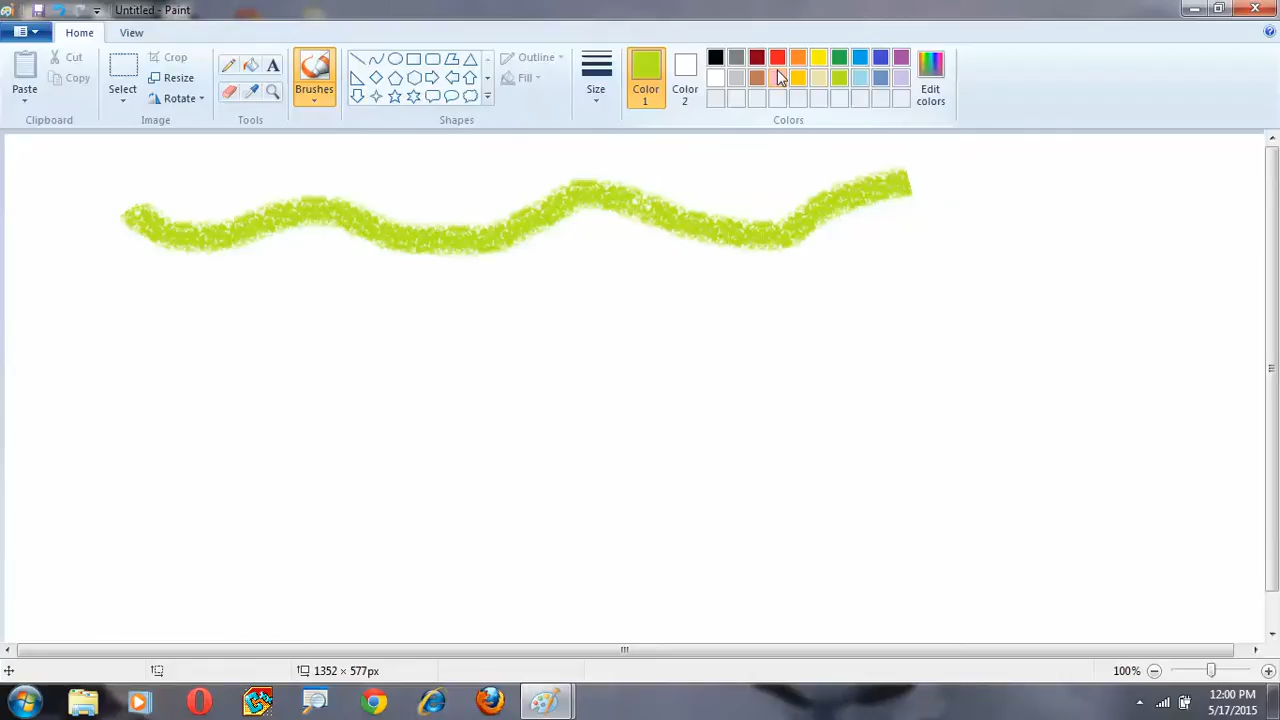 Untitled - Paint
Home View
Paste
Cut
Copy
Clipboard
Select
Crop
Resize
Rotate
Image
A
Tools
Brushes
Shapes
Outline
Fill
Size
Color 1
Color 2
Edit colors
Colors
1352 × 577px
100%
12:00 PM
5/17/2015